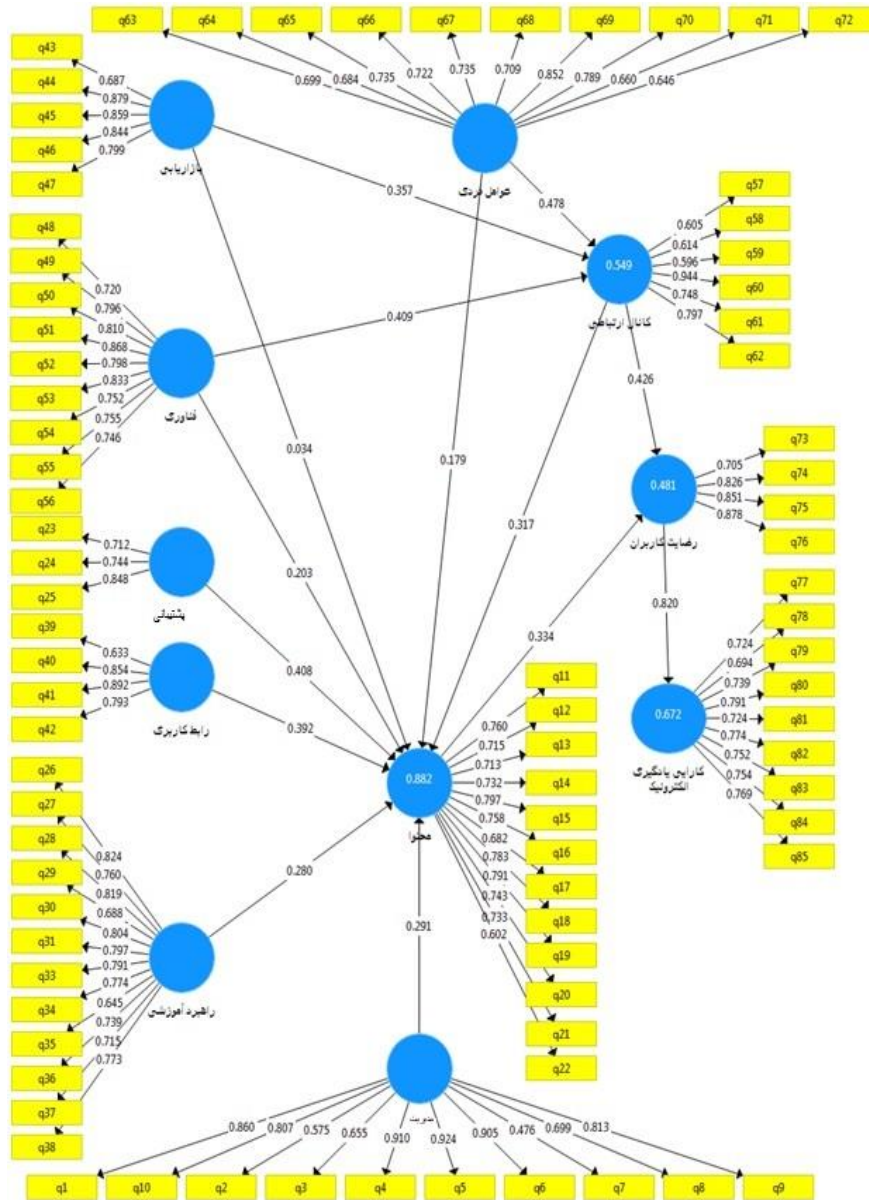 q63 q64 q65 q66 q67 q68 q69 q70 q71 q72
0.699 0.684 0.735 0.722 0.735 0.709 0.852 0.789 0.660 0.646
عوامل فردی
q43
q44
q45
q46
q47
0.687
0.879
0.859
0.844
0.799
بازاریابی
0.357
0.478
q57
q58
q59
q60
q61
q62
0.605
0.614
0.596
0.944
0.748
0.797
0.549
کانال ارتباطی
q48
q49
q50
q51
q52
q53
q54
q55
q56
0.720
0.796
0.810
0.868
0.798
0.833
0.752
0.755
0.746
فناوری
0.409
0.034
0.179
0.426
0.317
0.203
q73
q74
q75
q76
0.705
0.826
0.851
0.878
0.481
رضایت کاربران
q23
q24
q25
0.712
0.744
0.848
پشتیبانی
0.408
0.334
0.820
q39
q40
q41
q42
0.633
0.854
0.892
0.793
رابط کاربری
0.392
q77
q78
q79
q80
q81
q82
q83
q84
q85
0.724
0.694
0.739
0.791
0.724
0.774
0.752
0.754
0.769
0.672
کارایی یادگیری
الکترونیک
q11
q12
q13
q14
q15
q16
q17
q18
q19
q20
q21
q22
0.760
0.715
0.713
0.732
0.797
0.758
0.682
0.783
0.791
0.743
0.733
0.602
0.882
محتوا
q26
q27
q28
q29
q30
q31
q33
q34
q35
q36
q37
q38
0.824
0.760
0.819
0.688
0.804
0.797
0.791
0.774
0.645
0.739
0.715
0.773
راهبرد آموزشی
0.280
0.291
مدیریت
0.860 0.807 0.575 0.655 0.910 0.924 0.905 0.476 0.699 0.813
q1 q10 q2 q3 q4 q5 q6 q7 q8 q9